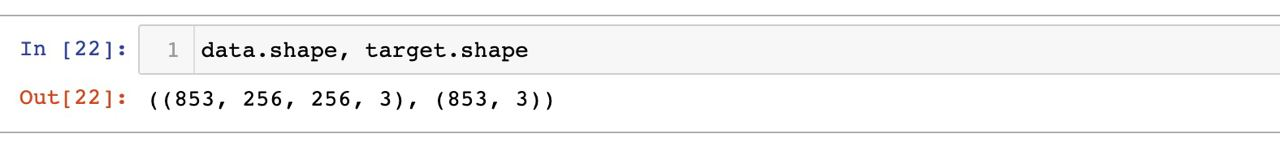 In [22]: 1 data.shape, target.shape
Out[22]: ((853, 256, 256, 3), (853, 3))